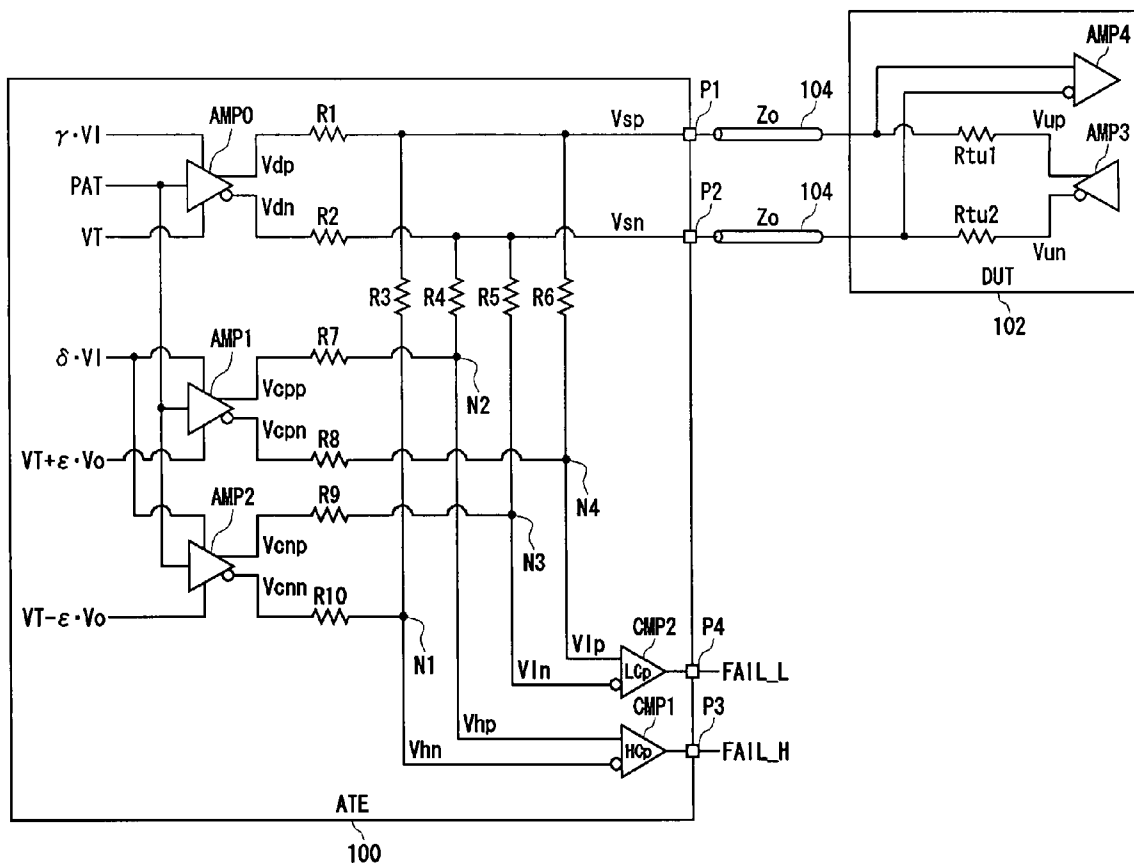 AMP4
P1
104
Zo
Vsp
Vup
AMP3
Rtu1
γ·VI
AMP0
R1
Vdp
PAT
Vdn
R2
VT
P2
104
Zo
Vsn
Rtu2
Vun
DUT
102
R3
R4
R5
R6
δ·VI
AMP1
R7
Vcpp
N2
Vcpn
R8
VT+ε·Vo
N4
AMP2
R9
Vcnp
N3
Vcnn
R10
VT-ε·Vo
N1
Vlp
CMP2
P4
LCp
FAIL_L
Vln
CMP1
P3
Vhp
HCp
FAIL_H
Vhn
ATE
100